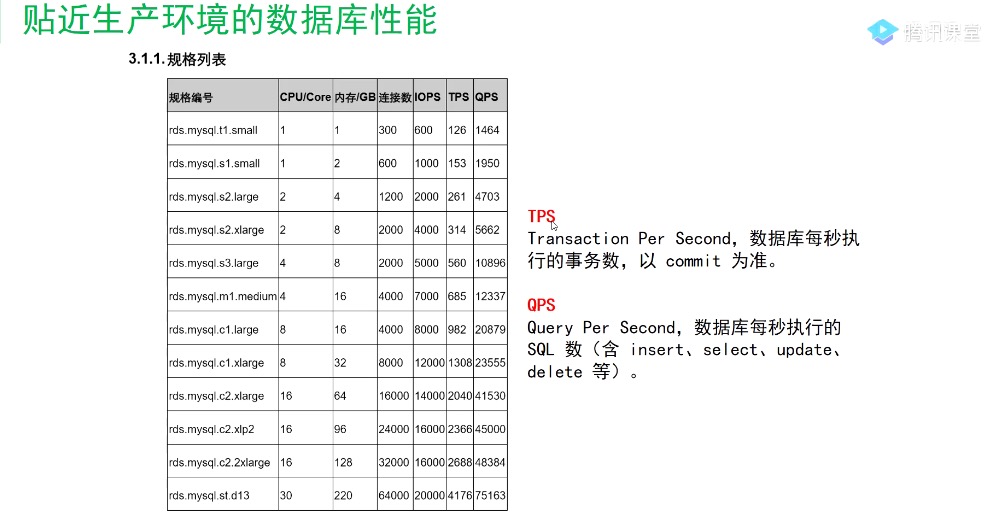 贴近生产环境的数据库性能
腾讯课堂
3.1.1. 规格列表
规格编号 CPU/Core 内存/GB 连接数 IOPS TPS QPS
rds.mysql.t1.small 1 1 300 600 126 1464
rds.mysql.s1.small 1 2 600 1000 153 1950
rds.mysql.s2.large 2 4 1200 2000 261 4703
rds.mysql.s2.xlarge 2 8 2000 4000 314 5662
rds.mysql.s3.large 4 8 2000 5000 560 10896
rds.mysql.m1.medium 4 16 4000 7000 685 12337
rds.mysql.c1.large 8 16 4000 8000 982 20879
rds.mysql.c1.xlarge 8 32 8000 12000 1308 23555
rds.mysql.c2.xlarge 16 64 16000 14000 2040 41530
rds.mysql.c2.xlp2 16 96 24000 16000 2366 45000
rds.mysql.c2.2xlarge 16 128 32000 16000 2688 48384
rds.mysql.st.d13 30 220 64000 20000 4176 75163
TPS
Transaction Per Second，数据库每秒执
行的事务数，以 commit 为准。
QPS
Query Per Second，数据库每秒执行的
SQL 数（含 insert、select、update、
delete 等）。